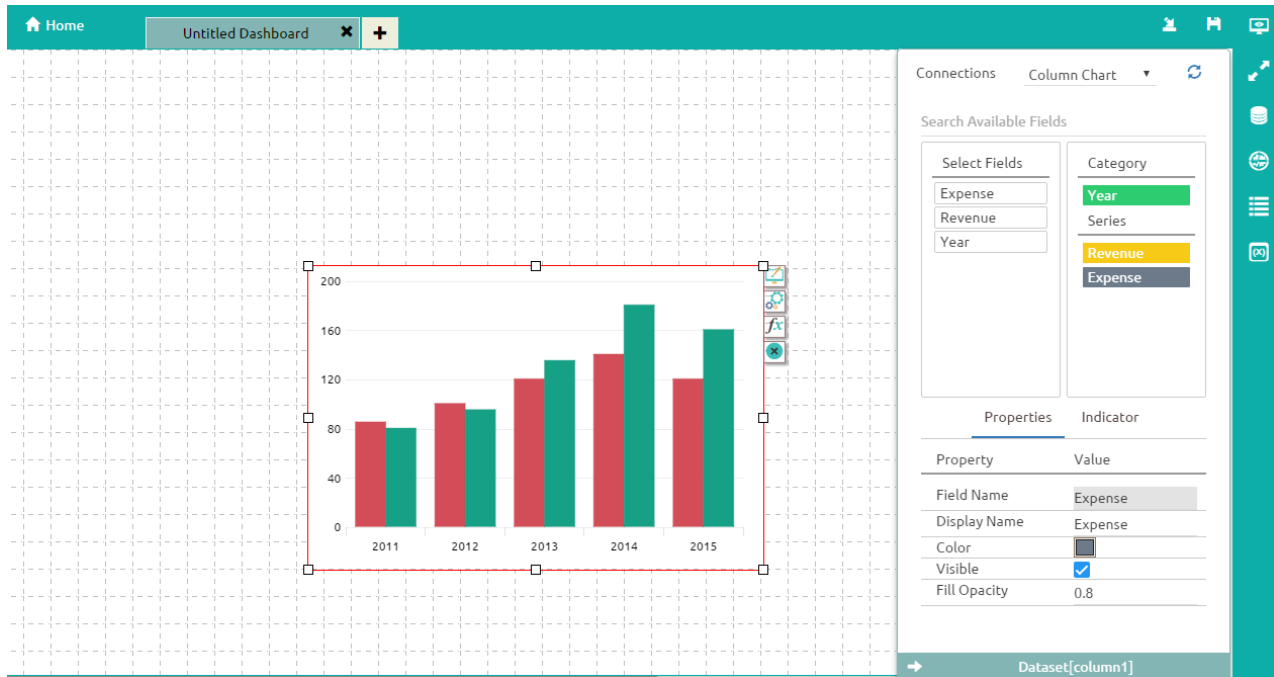 Home
Untitled Dashboard
Connections
Column Chart
Search Available Fields
Select Fields
Expense
Revenue
Year
Category
Year
Series
Revenue
Expense
200
160
120
80
40
0
2011 2012 2013 2014 2015
fx
Properties Indicator
Property Value
Field Name Expense
Display Name Expense
Color
Visible
Fill Opacity 0.8
Dataset[column1]
(x)